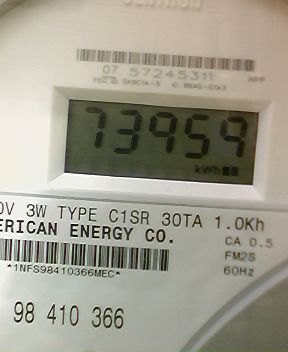 07 57245311
73959
kWh
0V 3W TYPE C1SR 30TA 1.0Kh
ERICAN ENERGY CO.
CA 0.5
*1NFS98410366MEC*
FM2S
60Hz
98 410 366